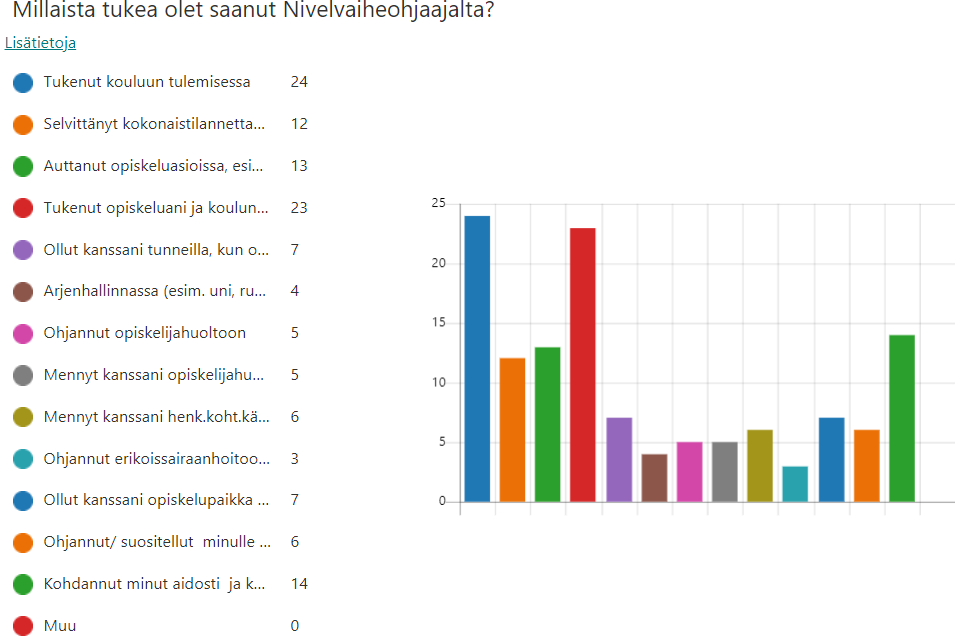 Millaista tukea olet saanut Nivelvaiheohjaajalta?
Lisätietoja
Tukenut kouluun tulemisessa 24
Selvittänyt kokonaistilannetta... 12
Auttanut opiskeluasioissa, esi... 13
Tukenut opiskeluani ja koulun... 23
Ollut kanssani tunneilla, kun o... 7
Arjenhallinnassa (esim. uni, ru... 4
Ohjannut opiskelijahuoltoon 5
Mennyt kanssani opiskelijahu... 5
Mennyt kanssani henk.koht.kä... 6
Ohjannut erikoissairaanhoitoo... 3
Ollut kanssani opiskelupaikka ... 7
Ohjannut/ suositellut  minulle ... 6
Kohdannut minut aidosti  ja k... 14
Muu 0
25
20
15
10
5
0